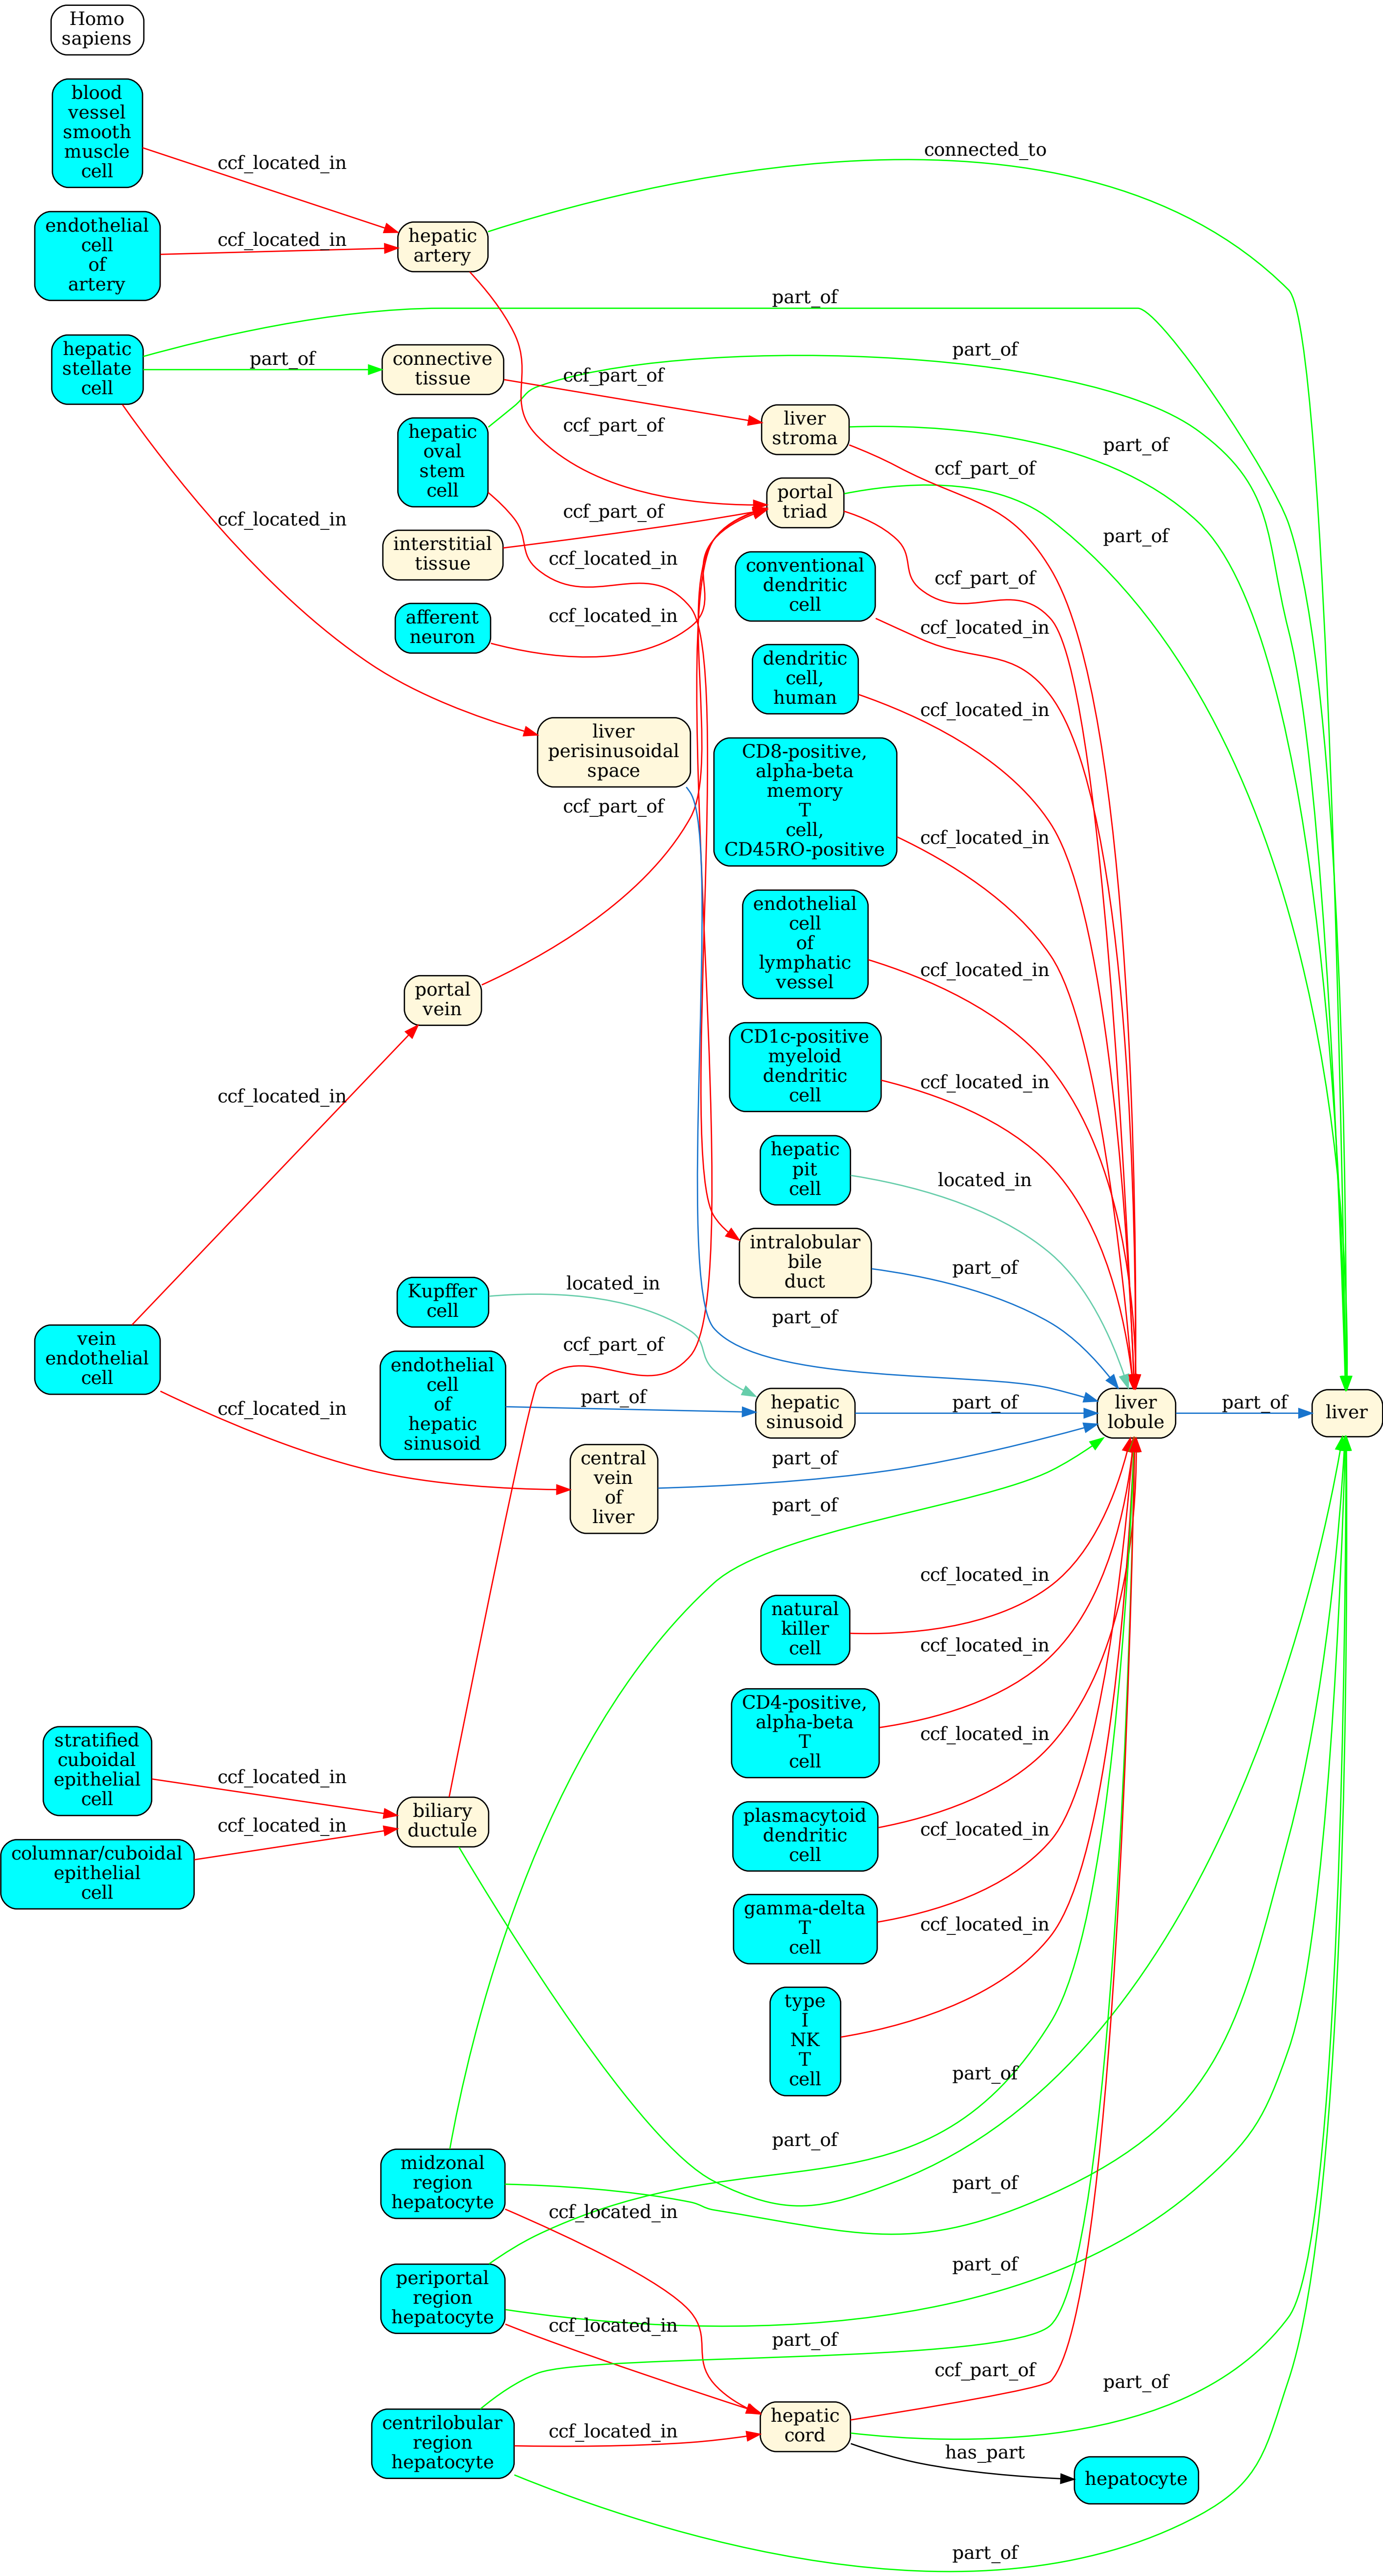 Homo
sapiens
blood
vessel
smooth
muscle
cell
ccf_located_in
connected_to
endothelial
cell
of
artery
ccf_located_in
hepatic
artery
part_of
hepatic
stellate
cell
part_of
connective
tissue
ccf_part_of
part_of
hepatic
oval
stem
cell
ccf_part_of
liver
stroma
part_of
ccf_part_of
ccf_located_in
interstitial
tissue
ccf_part_of
portal
triad
part_of
ccf_located_in
conventional
dendritic
cell
ccf_part_of
afferent
neuron
ccf_located_in
ccf_located_in
dendritic
cell,
human
ccf_located_in
liver
perisinusoidal
space
CD8-positive,
alpha-beta
memory
T
cell,
CD45RO-positive
ccf_located_in
ccf_part_of
endothelial
cell
of
lymphatic
vessel
ccf_located_in
portal
vein
CD1c-positive
myeloid
dendritic
cell
ccf_located_in
ccf_located_in
hepatic
pit
cell
located_in
intralobular
bile
duct
part_of
Kupffer
cell
located_in
part_of
vein
endothelial
cell
ccf_part_of
endothelial
cell
of
hepatic
sinusoid
part_of
hepatic
sinusoid
part_of
liver
lobule
part_of
liver
ccf_located_in
central
vein
of
liver
part_of
part_of
natural
killer
cell
ccf_located_in
CD4-positive,
alpha-beta
T
cell
ccf_located_in
stratified
cuboidal
epithelial
cell
ccf_located_in
plasmacytoid
dendritic
cell
ccf_located_in
columnar/cuboidal
epithelial
cell
ccf_located_in
biliary
ductule
gamma-delta
T
cell
ccf_located_in
type
I
NK
T
cell
ccf_located_in
part_of
part_of
midzonal
region
hepatocyte
part_of
ccf_located_in
periportal
region
hepatocyte
part_of
ccf_located_in
part_of
centrilobular
region
hepatocyte
ccf_located_in
hepatic
cord
ccf_part_of
part_of
has_part
hepatocyte
part_of